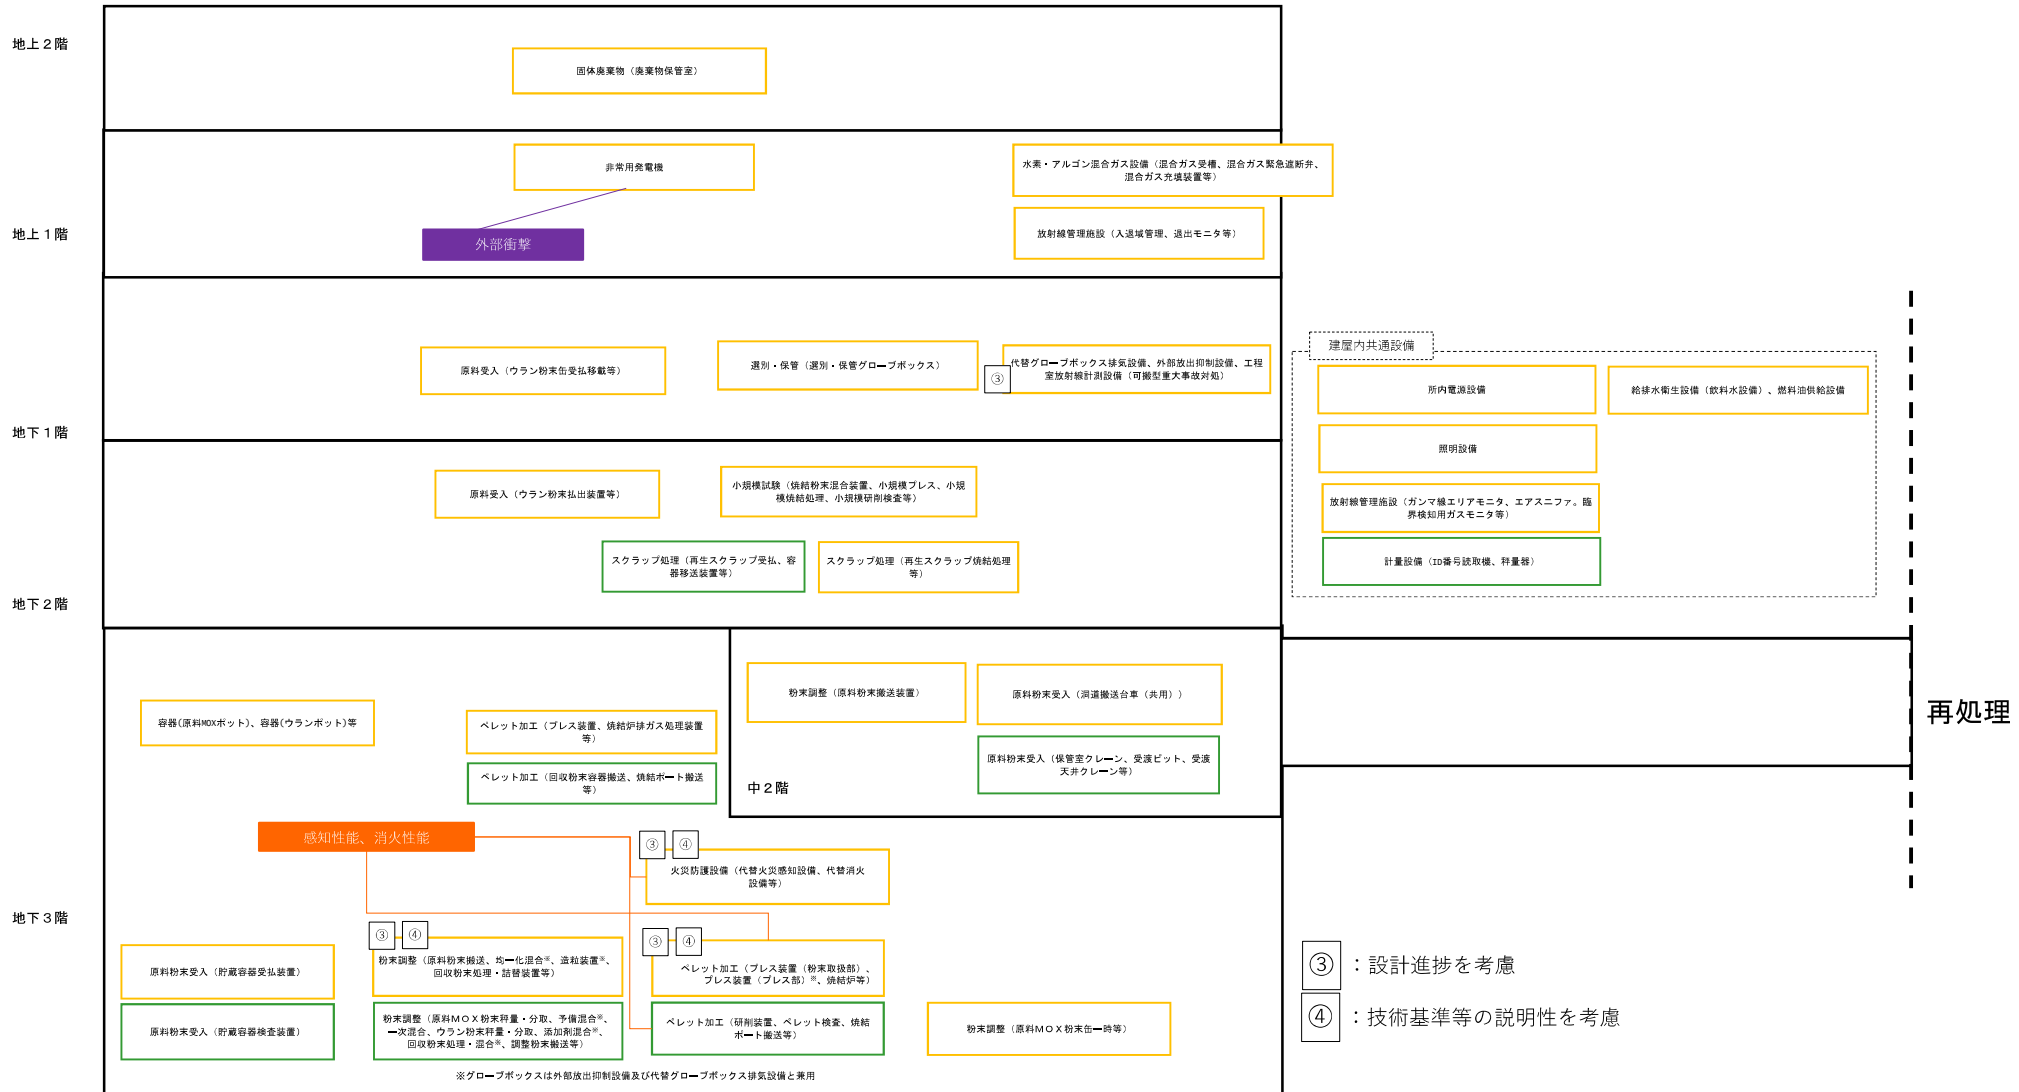 地上２階
固体廃棄物（廃棄物保管室）
非常用発電機
水素・アルゴン混合ガス設備（混合ガス受槽、混合ガス緊急遮断弁、
混合ガス充填装置等）
地上１階
外部衝撃
放射線管理施設（入退域管理、退出モニタ等）
原料受入（ウラン粉末缶受払移載等）
選別・保管（選別・保管グローブボックス）
③
代替グローブボックス排気設備、外部放出抑制設備、工程
室放射線計測設備（可搬型重大事故対処）
地下１階
建屋内共通設備
所内電源設備
給排水衛生設備（飲料水設備）、燃料油供給設備
照明設備
放射線管理施設（ガンマ線エリアモニタ、エアスニファ。臨
界検知用ガスモニタ等）
計量設備（ID番号読取機、秤量器）
原料受入（ウラン粉末払出装置等）
小規模試験（焼結粉末混合装置、小規模プレス、小規
模焼結処理、小規模研削検査等）
スクラップ処理（再生スクラップ受払、容
器移送装置等）
スクラップ処理（再生スクラップ焼結処理
等）
地下２階
粉末調整（原料粉末搬送装置）
原料粉末受入（洞道搬送台車（共用））
原料粉末受入（保管室クレーン、受渡ピット、受渡
天井クレーン等）
中２階
再処理
容器(原料MOXポット)、容器(ウランポット)等
ペレット加工（プレス装置、焼結炉排ガス処理装置
等）
ペレット加工（回収粉末容器搬送、焼結ボート搬送
等）
感知性能、消火性能
③
④
火災防護設備（代替火災感知設備、代替消火
設備等）
地下３階
原料粉末受入（貯蔵容器受払装置）
③
④
粉末調整（原料粉末搬送、均一化混合※、造粒装置※、
回収粉末処理・詰替装置等）
③
④
ペレット加工（プレス装置（粉末取扱部）、
プレス装置（プレス部）※、焼結炉等）
原料粉末受入（貯蔵容器検査装置）
粉末調整（原料ＭＯＸ粉末秤量・分取、予備混合※、
一次混合、ウラン粉末秤量・分取、添加剤混合※、
回収粉末処理・混合※、調整粉末搬送等）
ペレット加工（研削装置、ペレット検査、焼結
ボート搬送等）
粉末調整（原料ＭＯＸ粉末缶一時等）
※グローブボックスは外部放出抑制設備及び代替グローブボックス排気設備と兼用
③：設計進捗を考慮
④：技術基準等の説明性を考慮